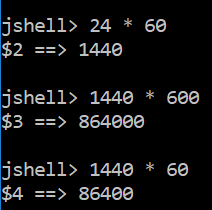 jshell> 24 * 60
$2 ==> 1440
jshell> 1440 * 600
$3 ==> 864000
jshell> 1440 * 60
$4 ==> 86400